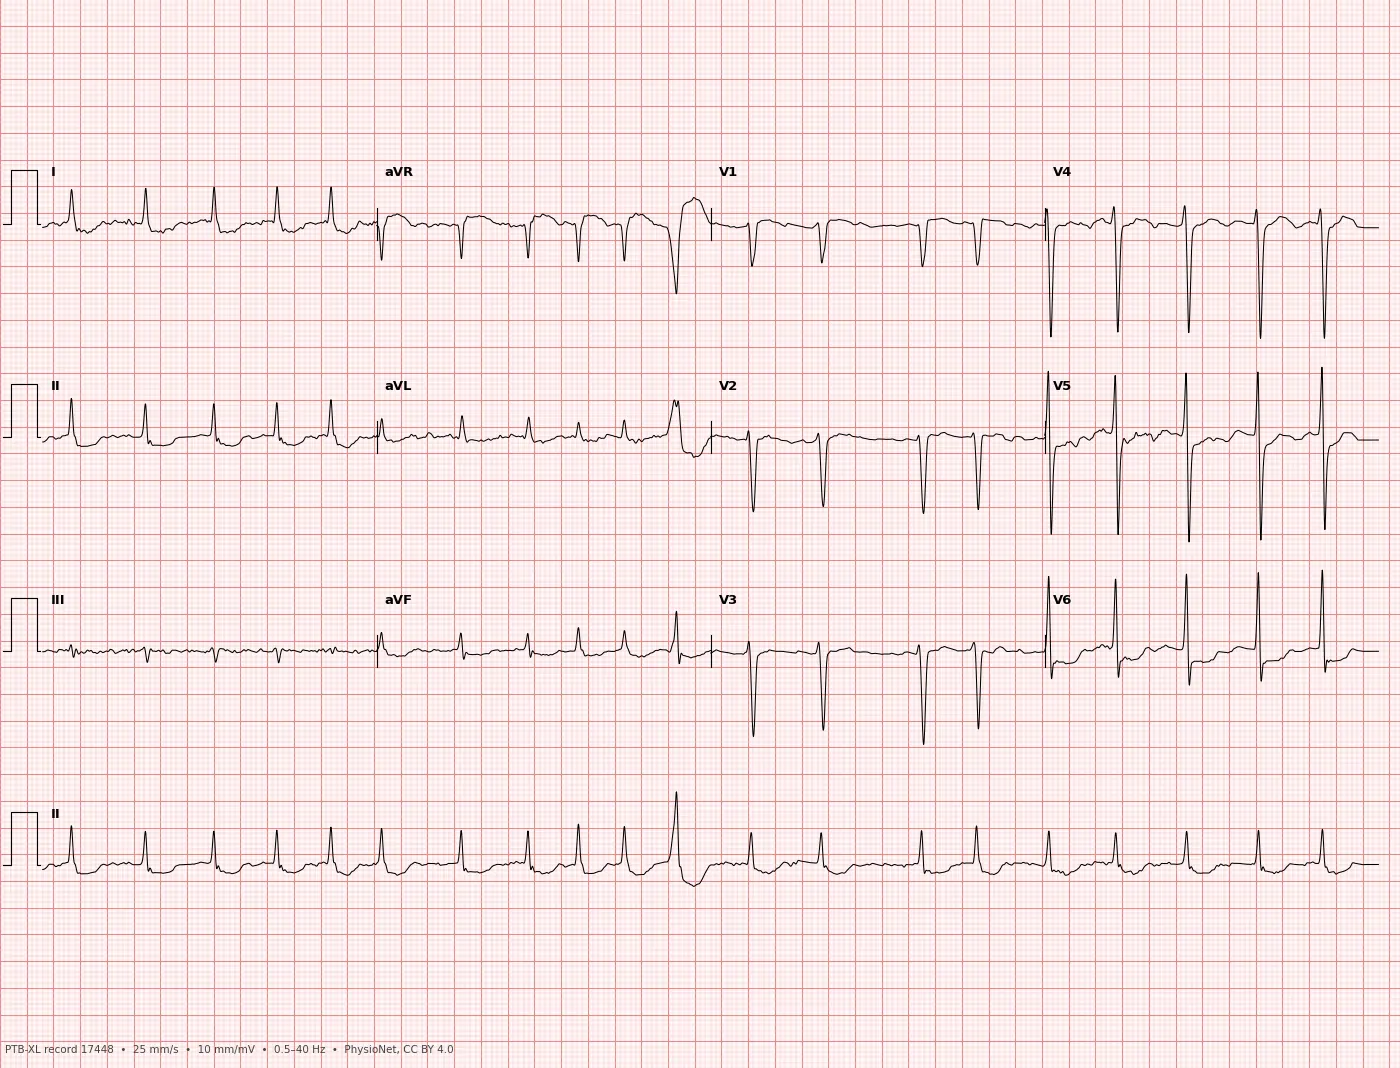 I aVR V1 V4
II aVL V2 V5
III aVF V3 V6
II
PTB-XL record 17448 • 25 mm/s • 10 mm/mV • 0.5–40 Hz • PhysioNet, CC BY 4.0